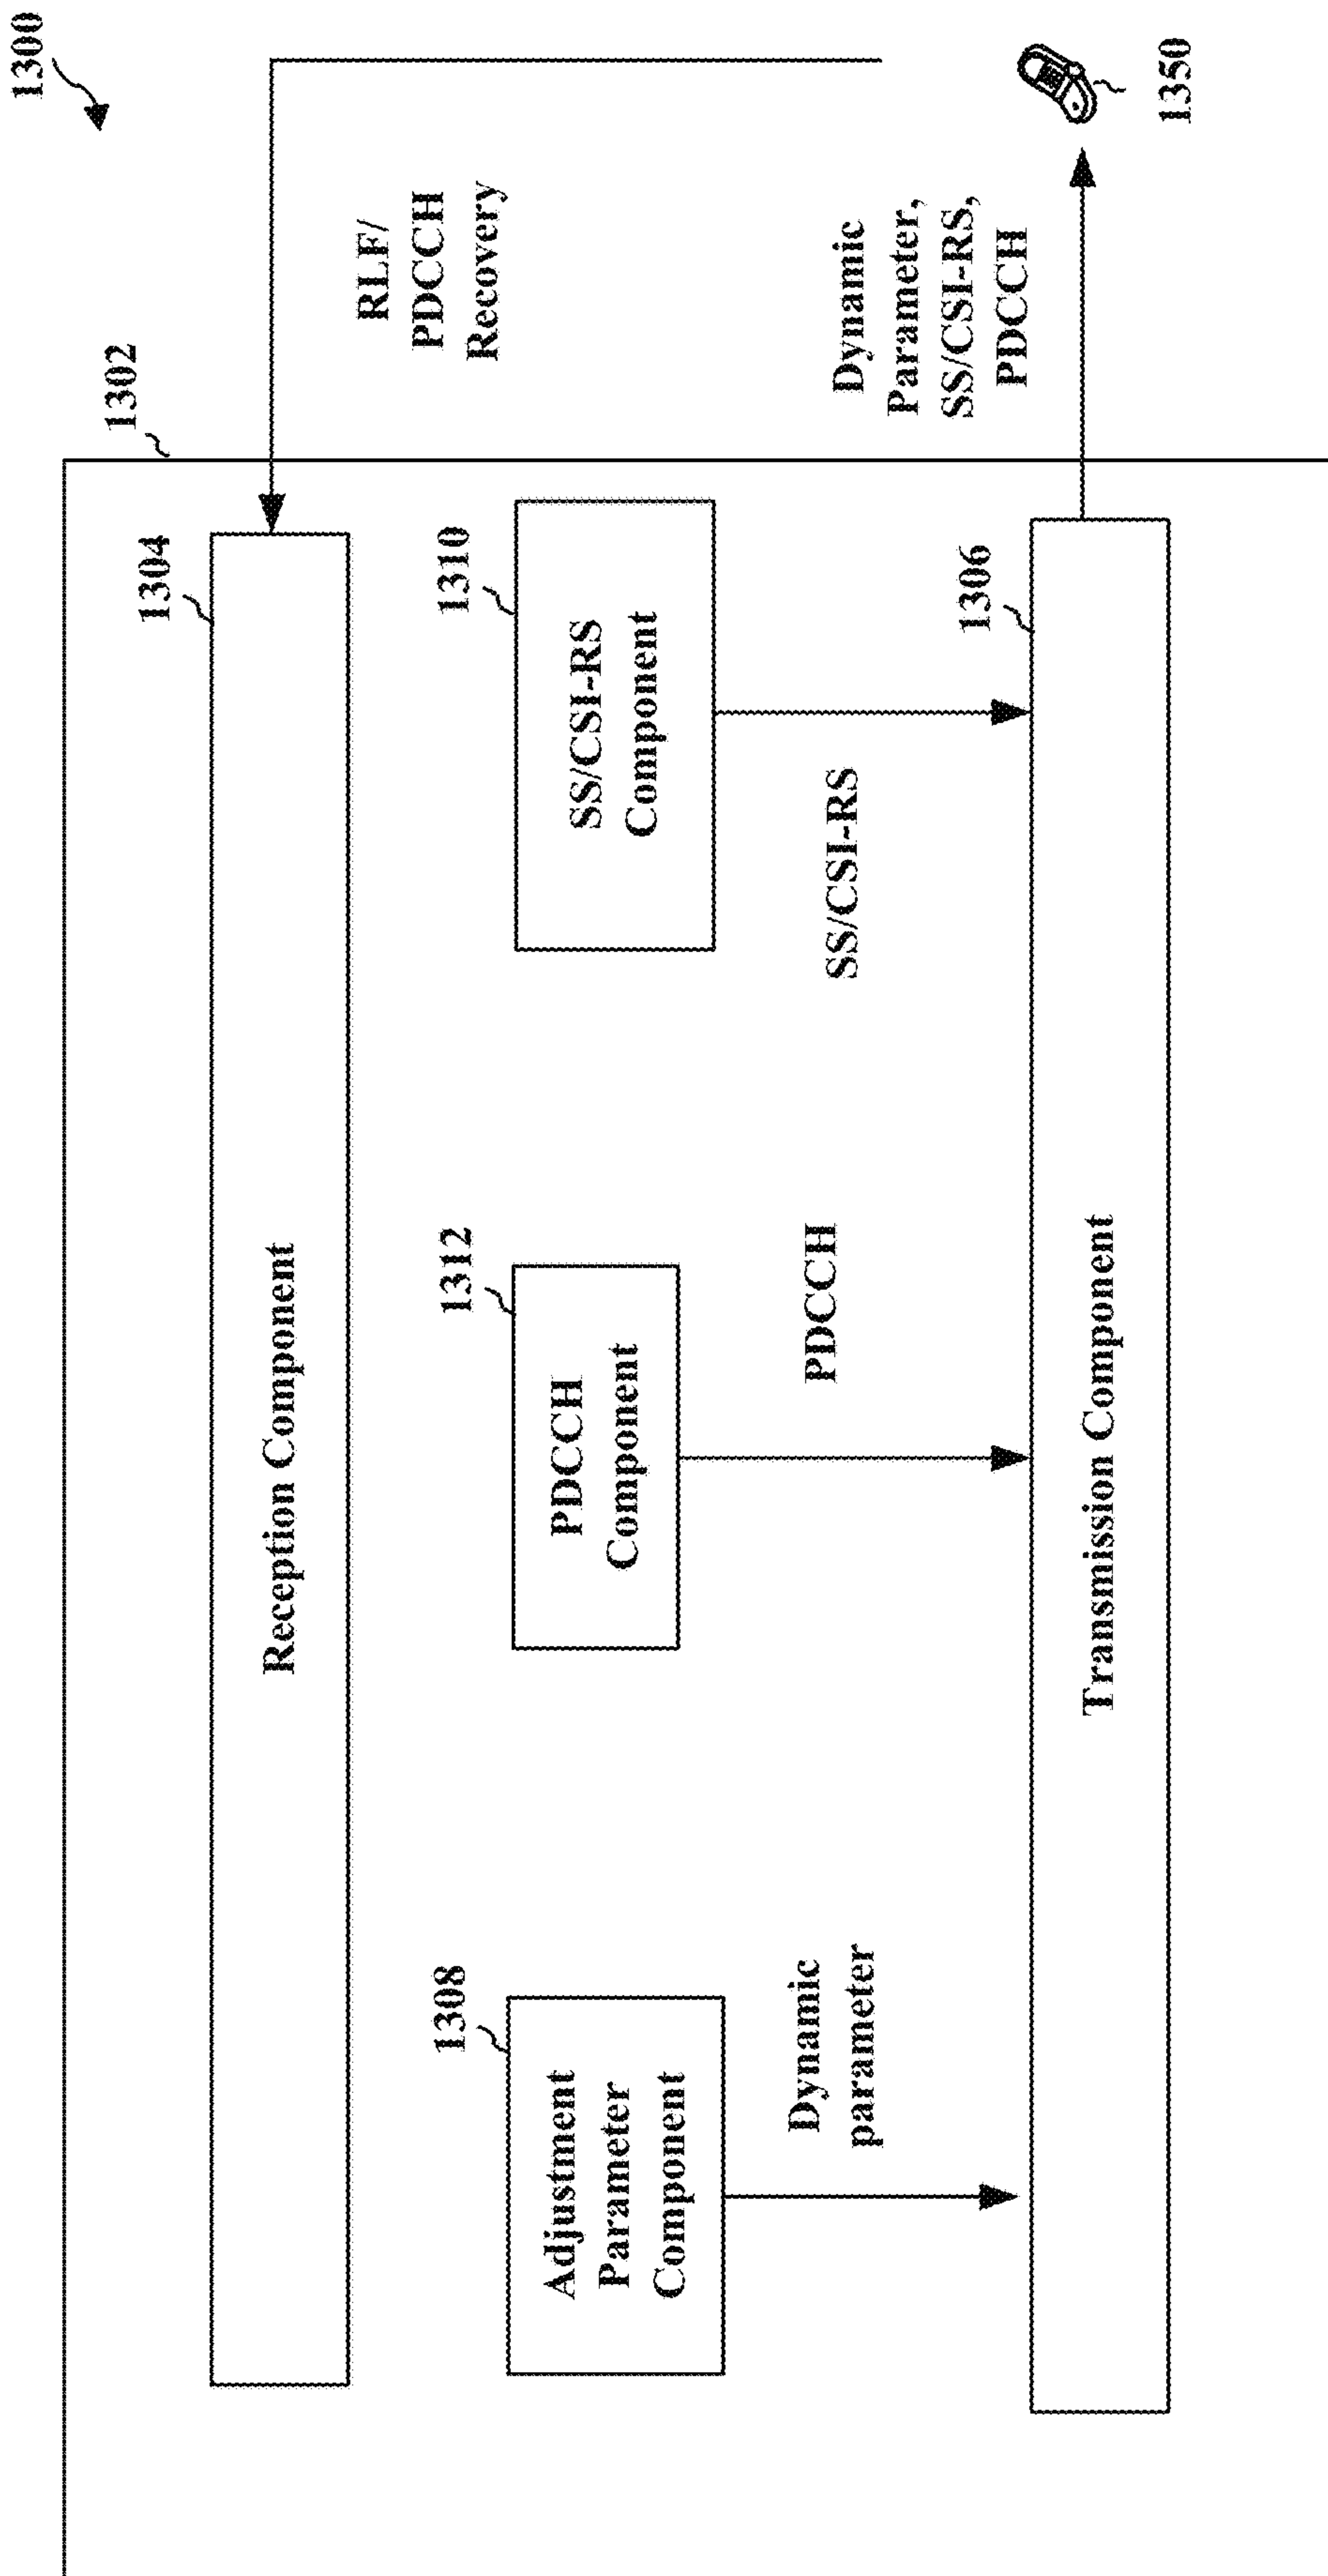 1300
1302
1304
Reception Component
RLF/
PDCCH
Recovery
1308
Adjustment
Parameter
Component
1312
PDCCH
Component
1310
SS/CSI-RS
Component
Dynamic
parameter
PDCCH
SS/CSI-RS
Dynamic
Parameter,
SS/CSI-RS,
PDCCH
1306
Transmission Component
1350